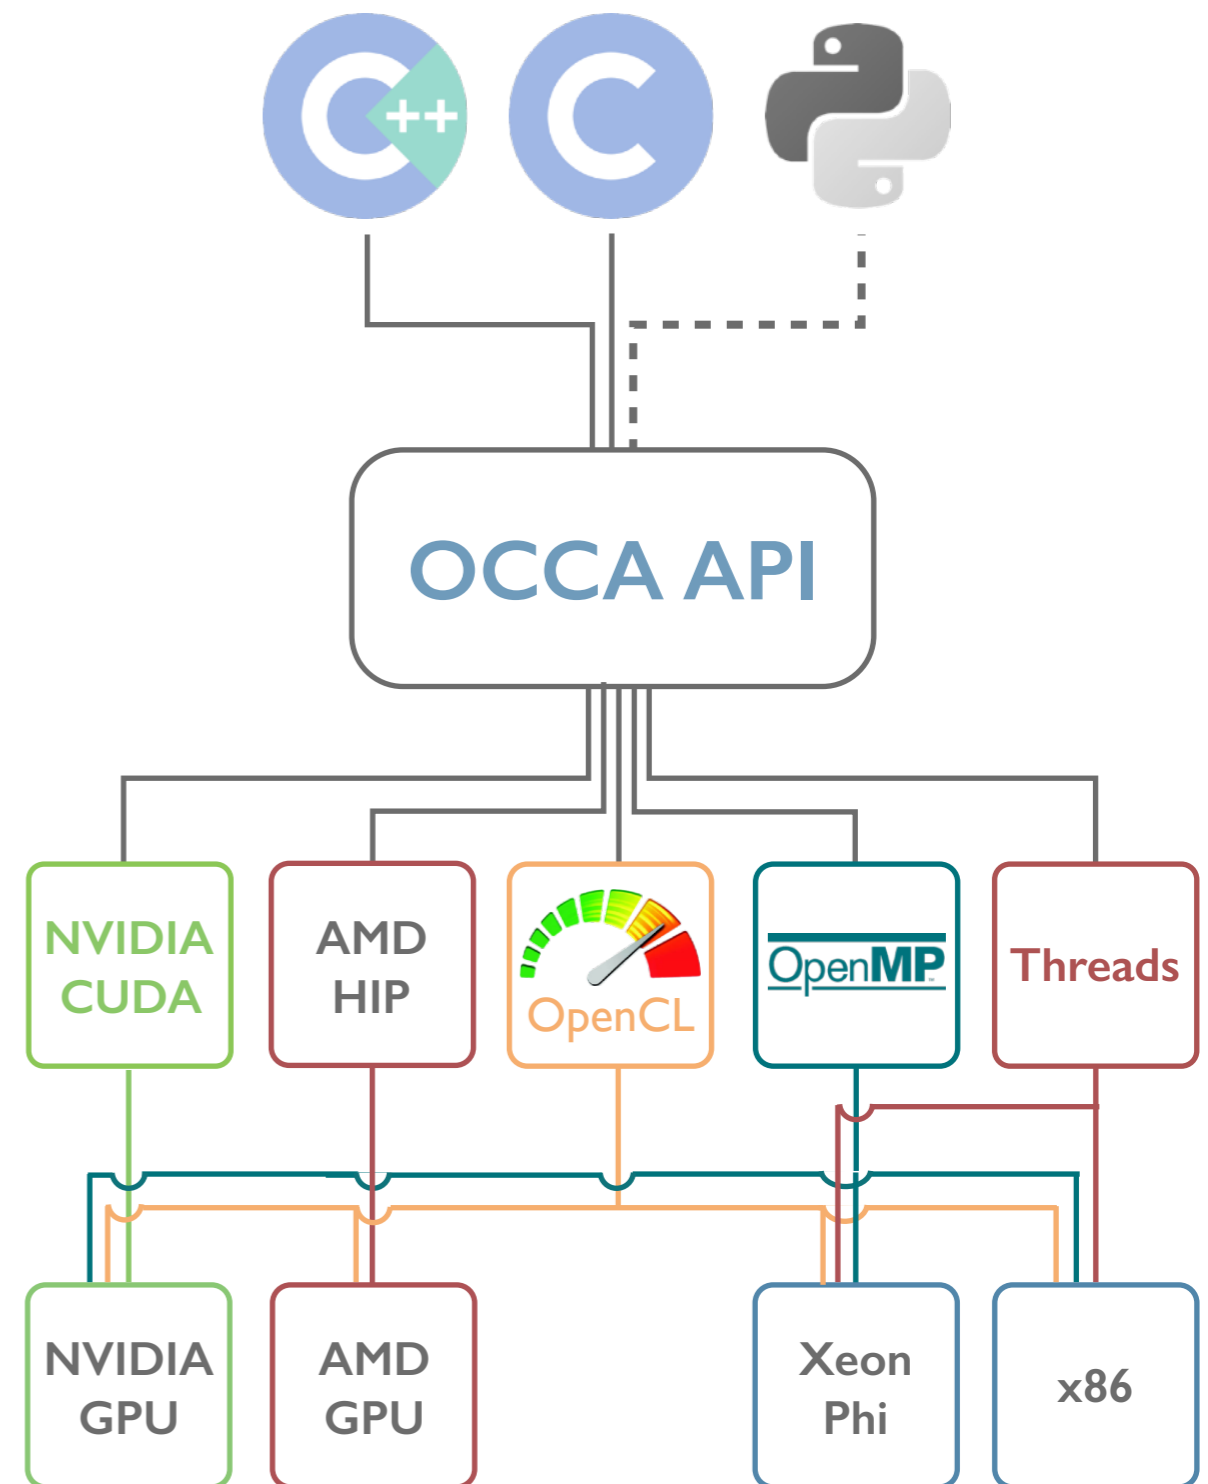 C++
C
OCCA API
NVIDIA
CUDA
AMD
HIP
OpenCL
OpenMP
Threads
NVIDIA
GPU
AMD
GPU
Xeon
Phi
x86